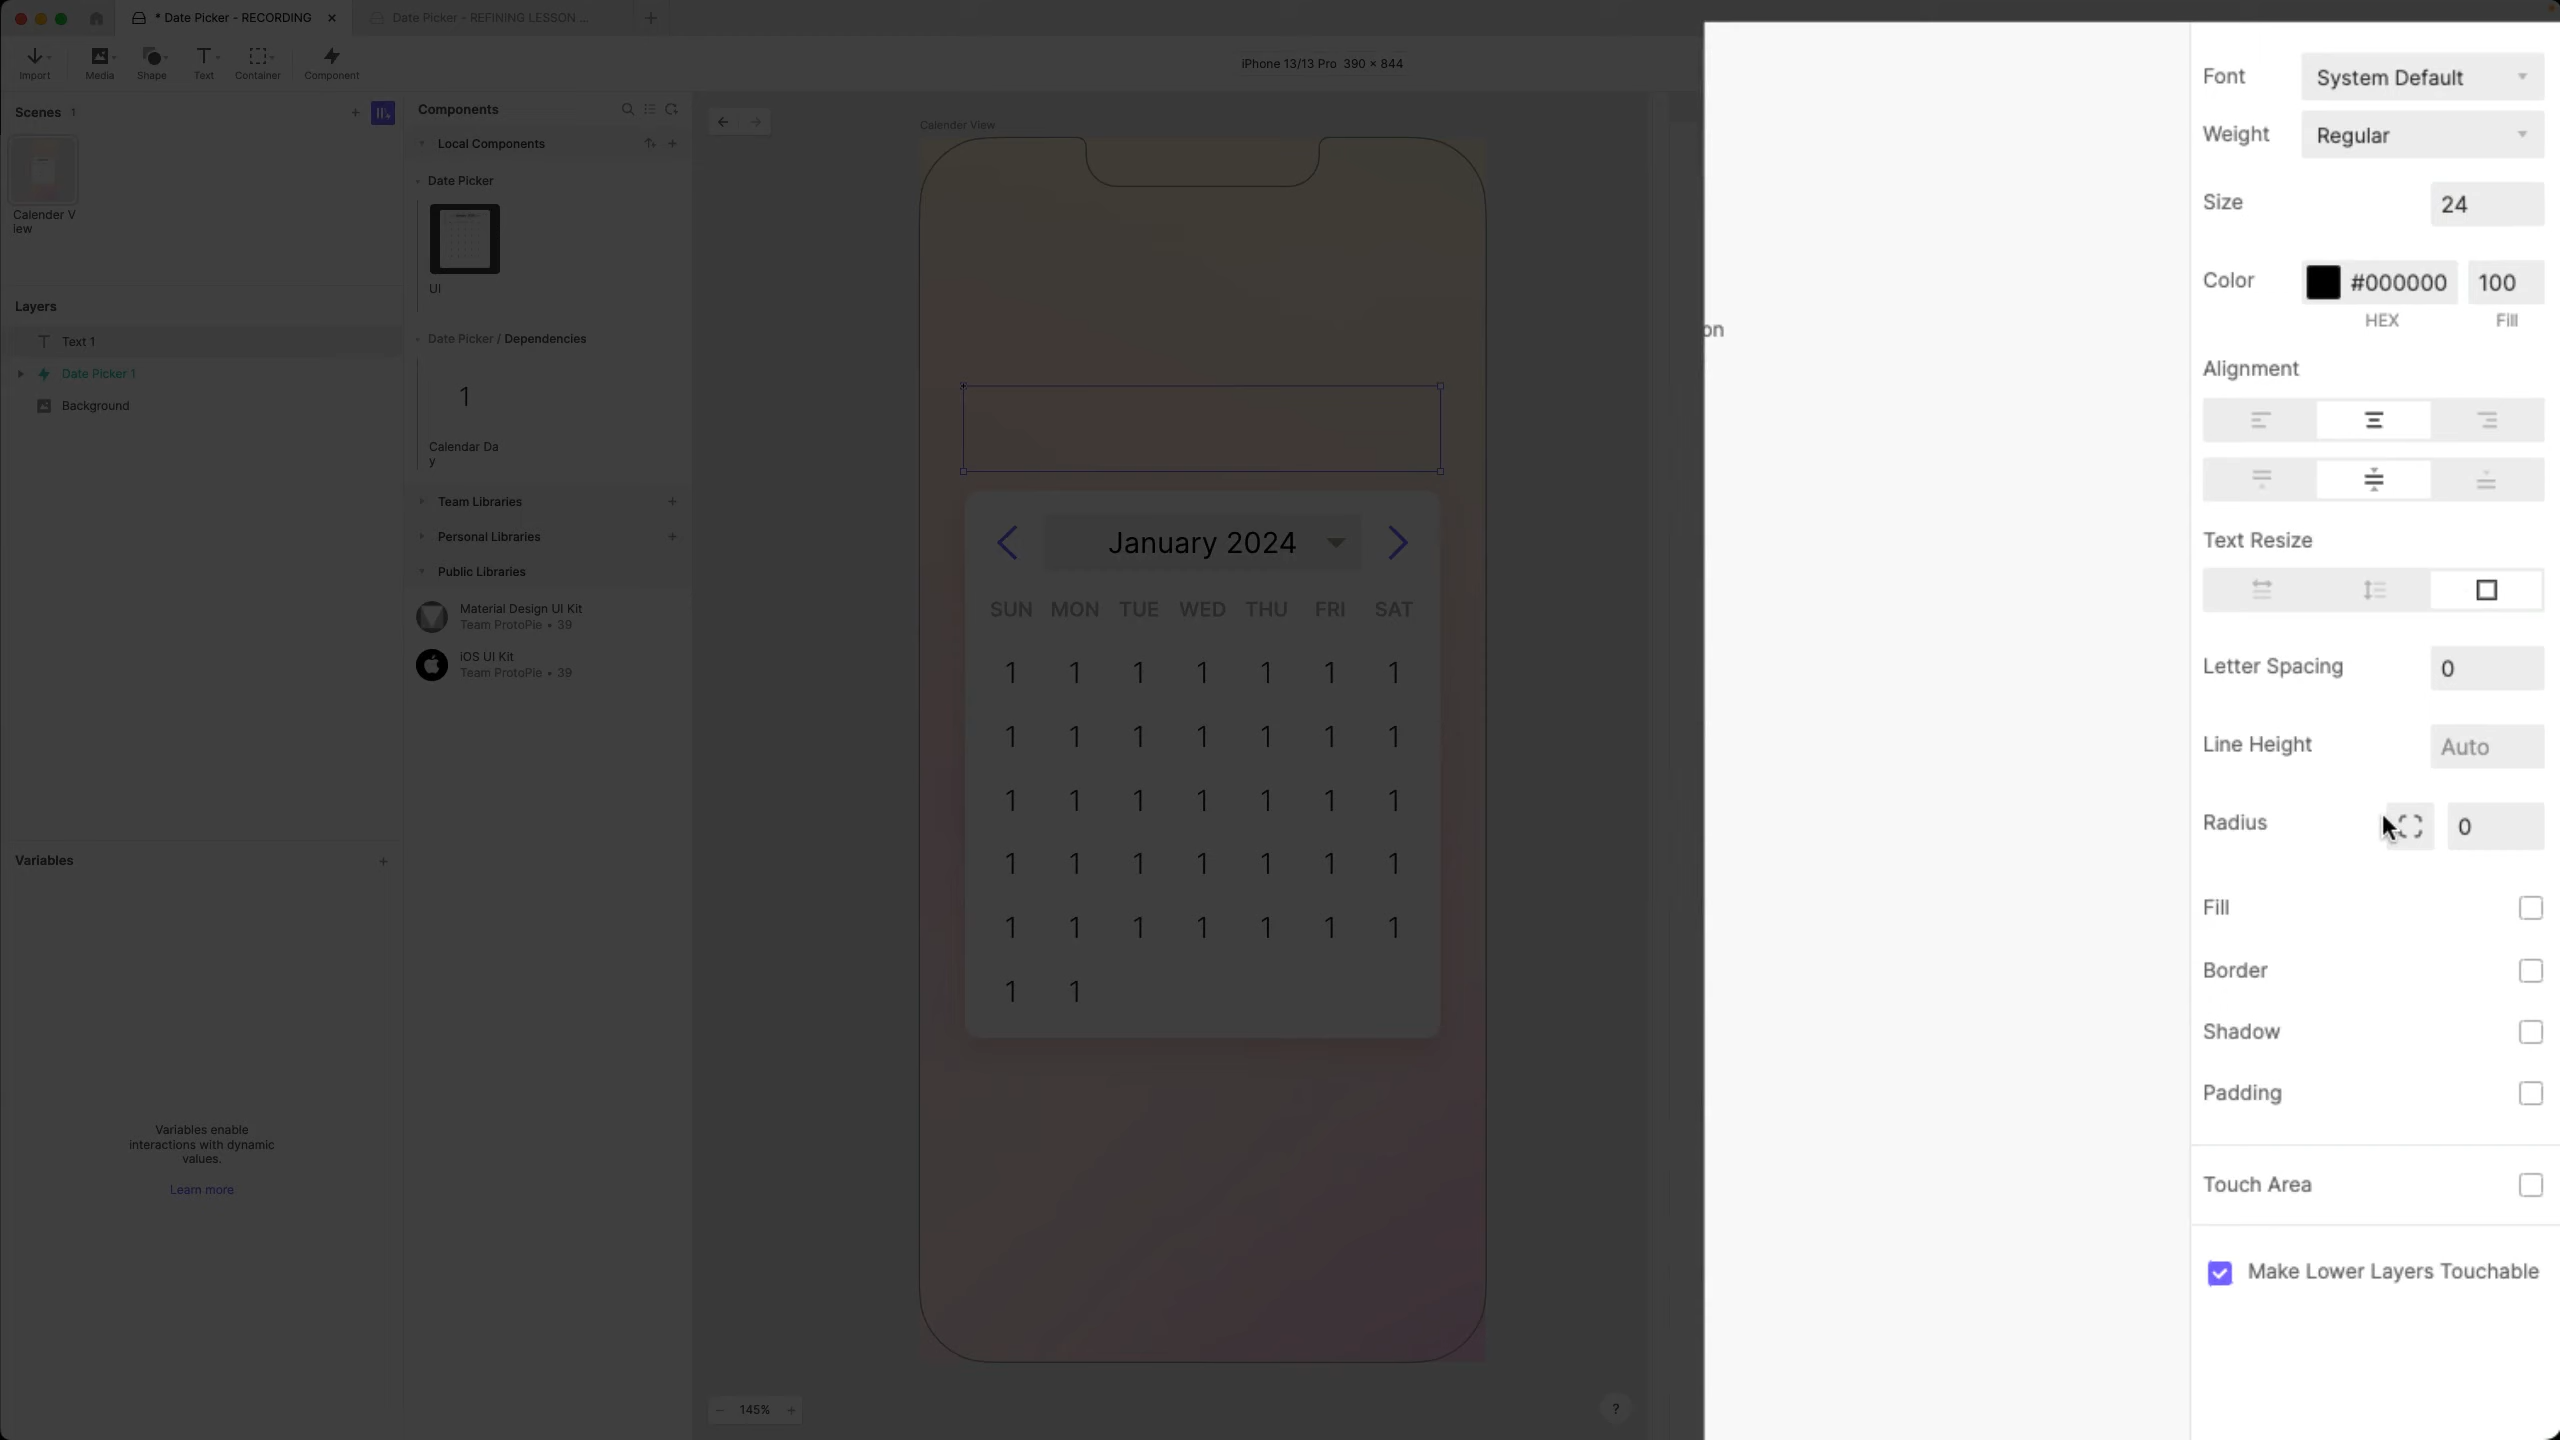 * Date Picker - RECORDING
Date Picker - REFINING LESSON ...
Import
Media
Shape
Text
Container
Component
iPhone 13/13 Pro 390 × 844
Scenes 1
Calender V
iew
Layers
Text 1
Date Picker 1
Background
Variables
Variables enable
interactions with dynamic
values.
Learn more
Components
Local Components
Date Picker
UI
Date Picker / Dependencies
1
Calendar Da
y
Team Libraries
Personal Libraries
Public Libraries
Material Design UI Kit
Team ProtoPie • 39
iOS UI Kit
Team ProtoPie • 39
Calender View
January 2024
SUN MON TUE WED THU FRI SAT
1 1 1 1 1 1 1
1 1 1 1 1 1 1
1 1 1 1 1 1 1
1 1 1 1 1 1 1
1 1 1 1 1 1 1
1 1
145%
?
on
Font System Default
Weight Regular
Size 24
Color #000000 100
HEX Fill
Alignment
Text Resize
Letter Spacing 0
Line Height Auto
Radius 0
Fill
Border
Shadow
Padding
Touch Area
Make Lower Layers Touchable